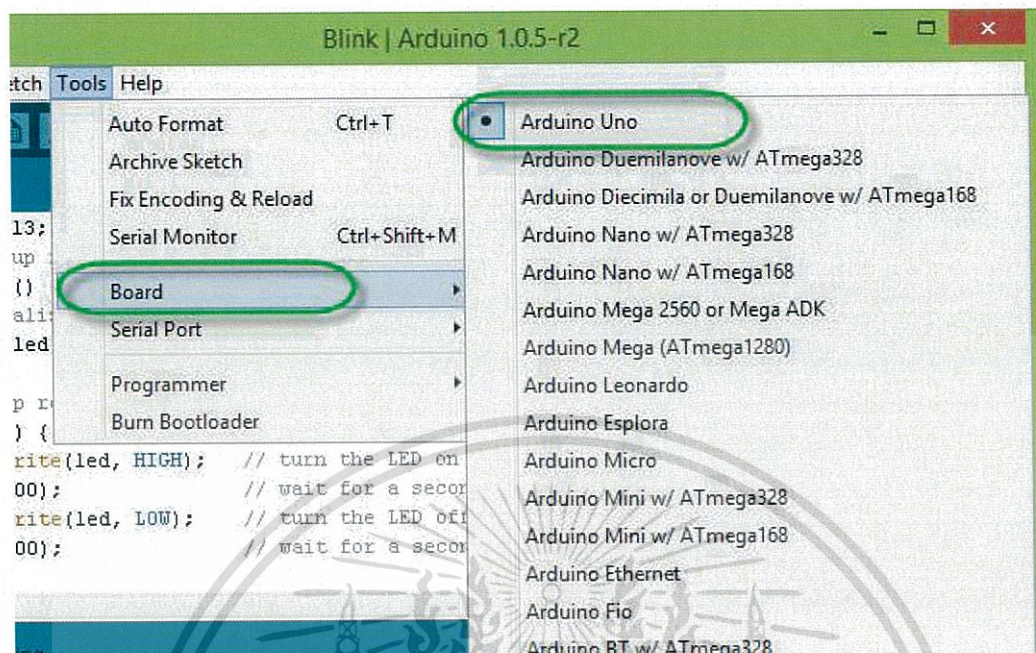 Blink | Arduino 1.0.5-r2
etch Tools Help
Auto Format Ctrl+T
Archive Sketch
Fix Encoding & Reload
Serial Monitor Ctrl+Shift+M
Board
Serial Port
Programmer
Burn Bootloader
Arduino Uno
Arduino Duemilanove w/ ATmega328
Arduino Diecimila or Duemilanove w/ ATmega168
Arduino Nano w/ ATmega328
Arduino Nano w/ ATmega168
Arduino Mega 2560 or Mega ADK
Arduino Mega (ATmega1280)
Arduino Leonardo
Arduino Esplora
Arduino Micro
Arduino Mini w/ ATmega328
Arduino Mini w/ ATmega168
Arduino Ethernet
Arduino Fio
Arduino BT w/ ATmega328
13;
up
()
ali
led
p r
) {
rite(led, HIGH); // turn the LED on
00); // wait for a secon
rite(led, LOW); // turn the LED off
00); // wait for a secon